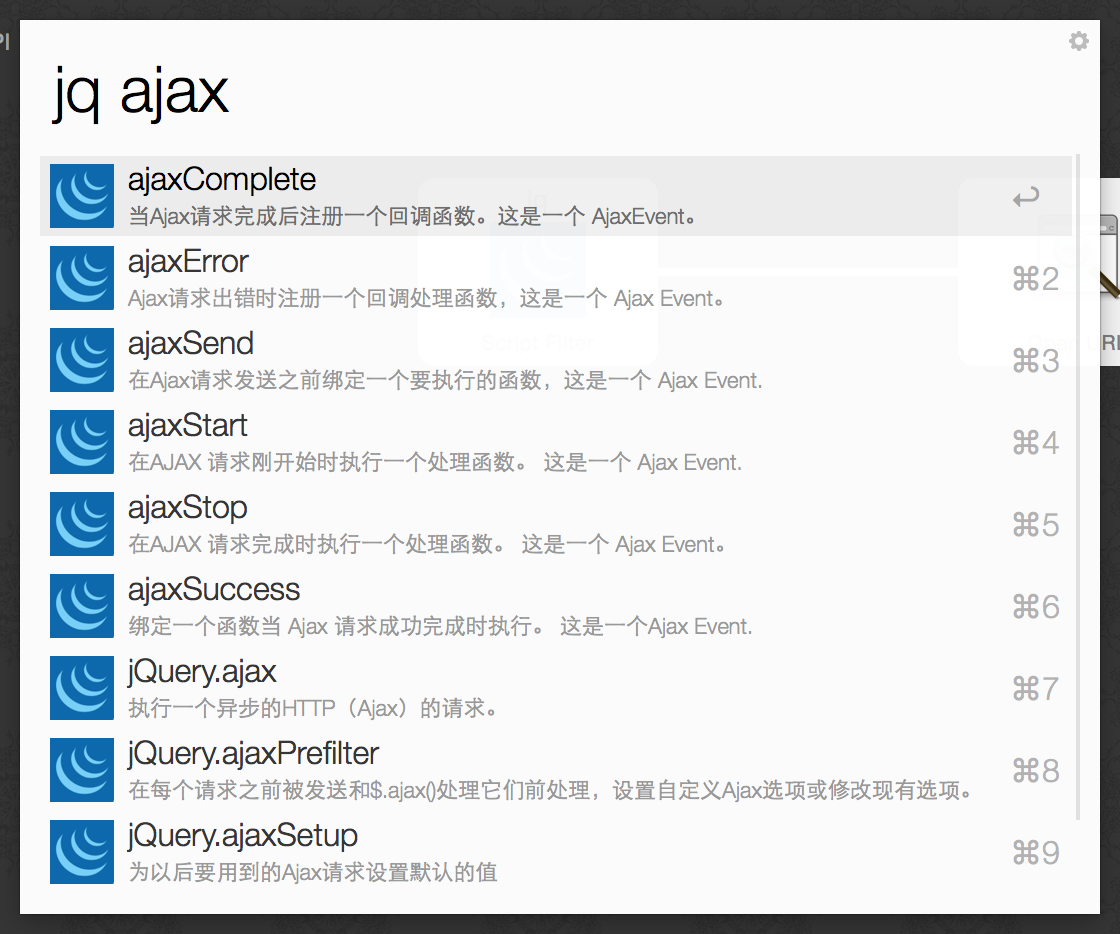 PI
jq ajax
ajaxComplete
当Ajax请求完成后注册一个回调函数。这是一个 AjaxEvent。
ajaxError
Ajax请求出错时注册一个回调处理函数，这是一个 Ajax Event。
⌘2
ajaxSend
在Ajax请求发送之前绑定一个要执行的函数，这是一个 Ajax Event.
⌘3
Script Filter
ajaxStart
在AJAX 请求刚开始时执行一个处理函数。 这是一个 Ajax Event.
⌘4
ajaxStop
在AJAX 请求完成时执行一个处理函数。 这是一个 Ajax Event。
⌘5
ajaxSuccess
绑定一个函数当 Ajax 请求成功完成时执行。 这是一个Ajax Event.
⌘6
jQuery.ajax
执行一个异步的HTTP（Ajax）的请求。
⌘7
jQuery.ajaxPrefilter
在每个请求之前被发送和$.ajax()处理它们前处理，设置自定义Ajax选项或修改现有选项。
⌘8
jQuery.ajaxSetup
为以后要用到的Ajax请求设置默认的值
⌘9